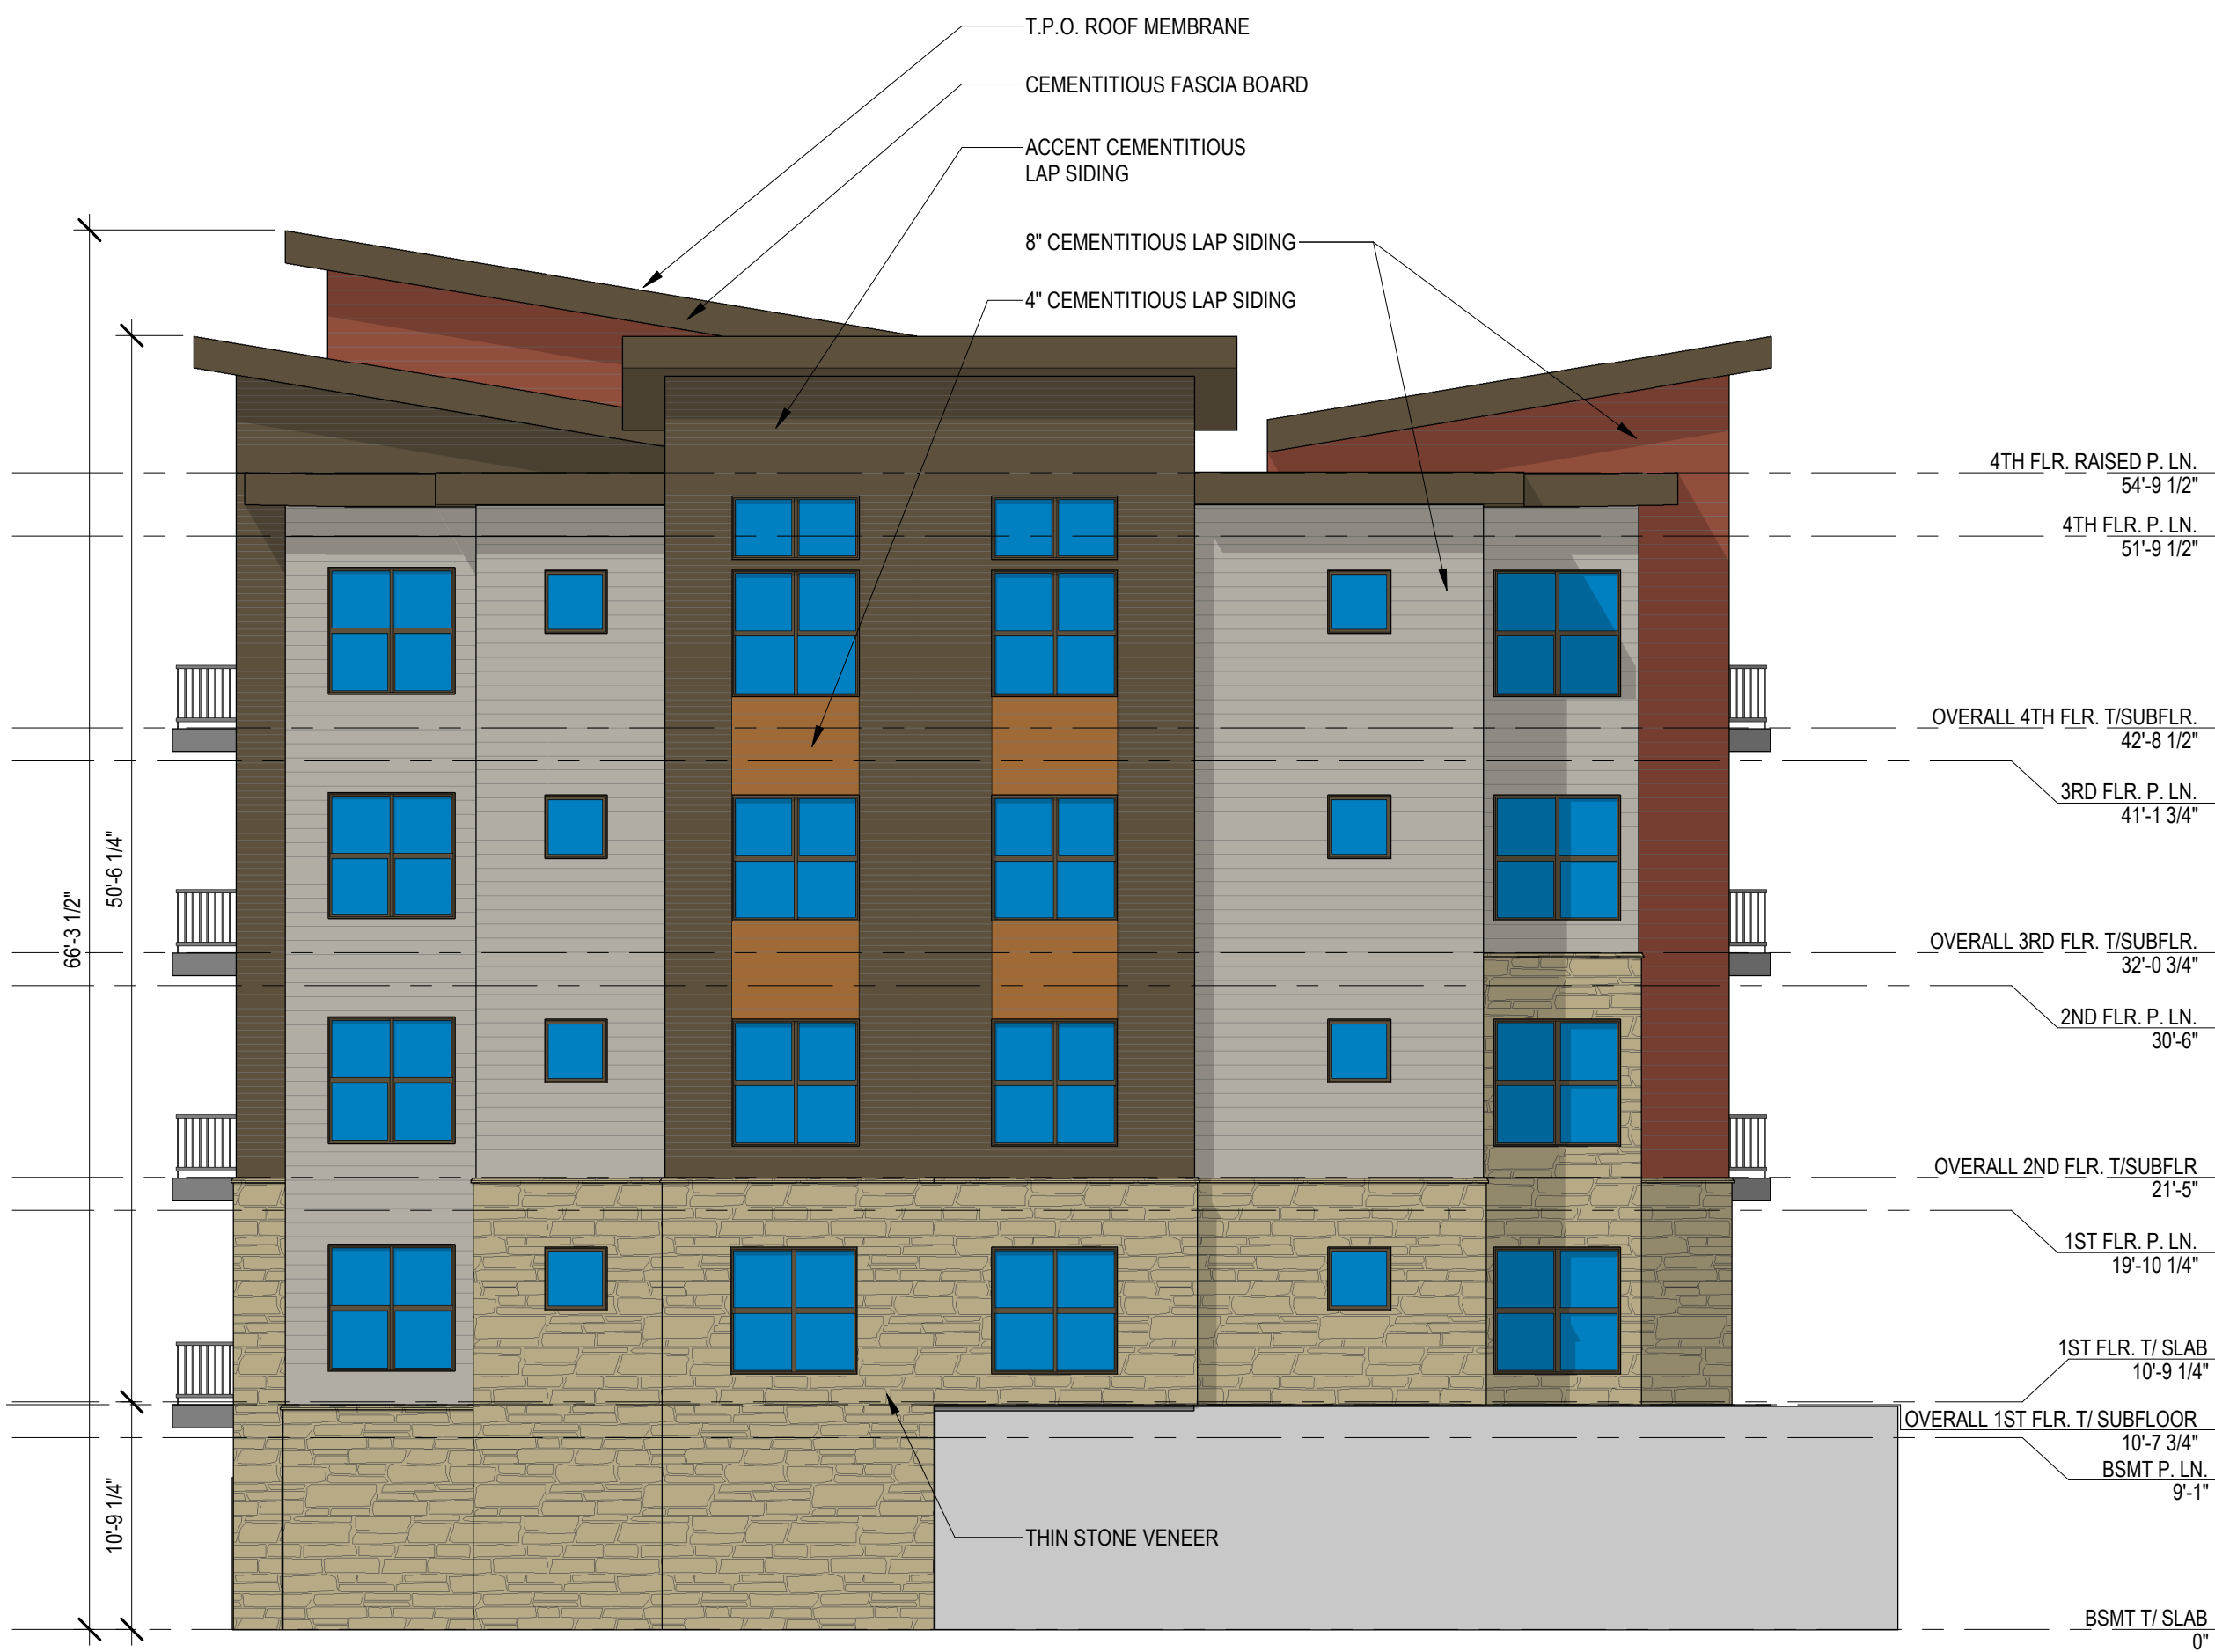 T.P.O. ROOF MEMBRANE
CEMENTITIOUS FASCIA BOARD
ACCENT CEMENTITIOUS
LAP SIDING
8" CEMENTITIOUS LAP SIDING
4" CEMENTITIOUS LAP SIDING
4TH FLR. RAISED P. LN.
54'-9 1/2"
4TH FLR. P. LN.
51'-9 1/2"
OVERALL 4TH FLR. T/SUBFLR.
42'-8 1/2"
3RD FLR. P. LN.
41'-1 3/4"
66'-3 1/2"
50'-6 1/4"
OVERALL 3RD FLR. T/SUBFLR.
32'-0 3/4"
2ND FLR. P. LN.
30'-6"
OVERALL 2ND FLR. T/SUBFLR
21'-5"
1ST FLR. P. LN.
19'-10 1/4"
1ST FLR. T/ SLAB
10'-9 1/4"
OVERALL 1ST FLR. T/ SUBFLOOR
10'-7 3/4"
BSMT P. LN.
9'-1"
10'-9 1/4"
THIN STONE VENEER
BSMT T/ SLAB
0"